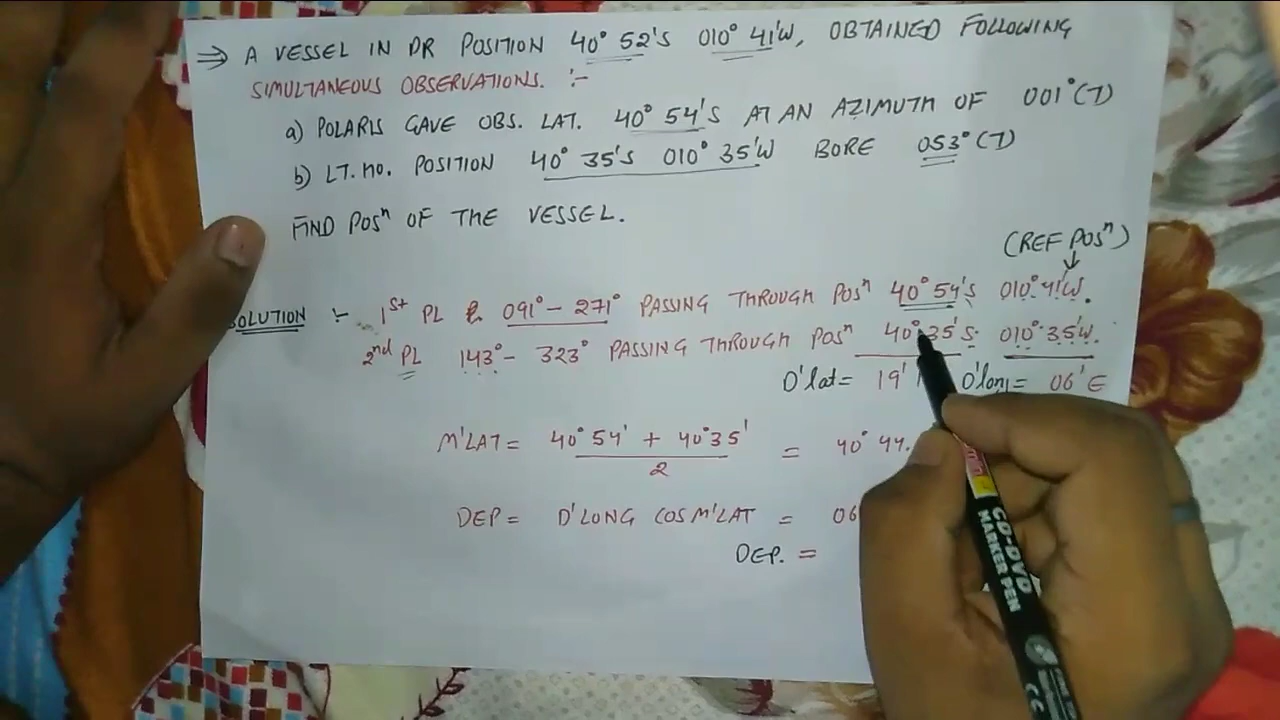 ⇒ A VESSEL IN DR POSITION 40° 52'S 010° 41'W, OBTAINED FOLLOWING
SIMULTANEOUS OBSERVATIONS. :-
a) POLARIS GAVE OBS. LAT. 40° 54'S AT AN AZIMUTH OF 001°(T)
b) LT. HO. POSITION 40° 35'S 010° 35'W BORE 053°(T)
FIND POSⁿ OF THE VESSEL.
(REF POSⁿ)
↓
SOLUTION :- 1st PL 091° - 271° PASSING THROUGH POSⁿ 40° 54'S 010° 41'W.
2nd PL 143° - 323° PASSING THROUGH POSⁿ 40° 35'S 010° 35'W.
D'lat = 19' D'long = 06'E
M'LAT = 40° 54' + 40° 35' = 40° 44.
2
DEP = D'LONG COS M'LAT = 06
DEP. =
CD-DVD
MARKER PEN